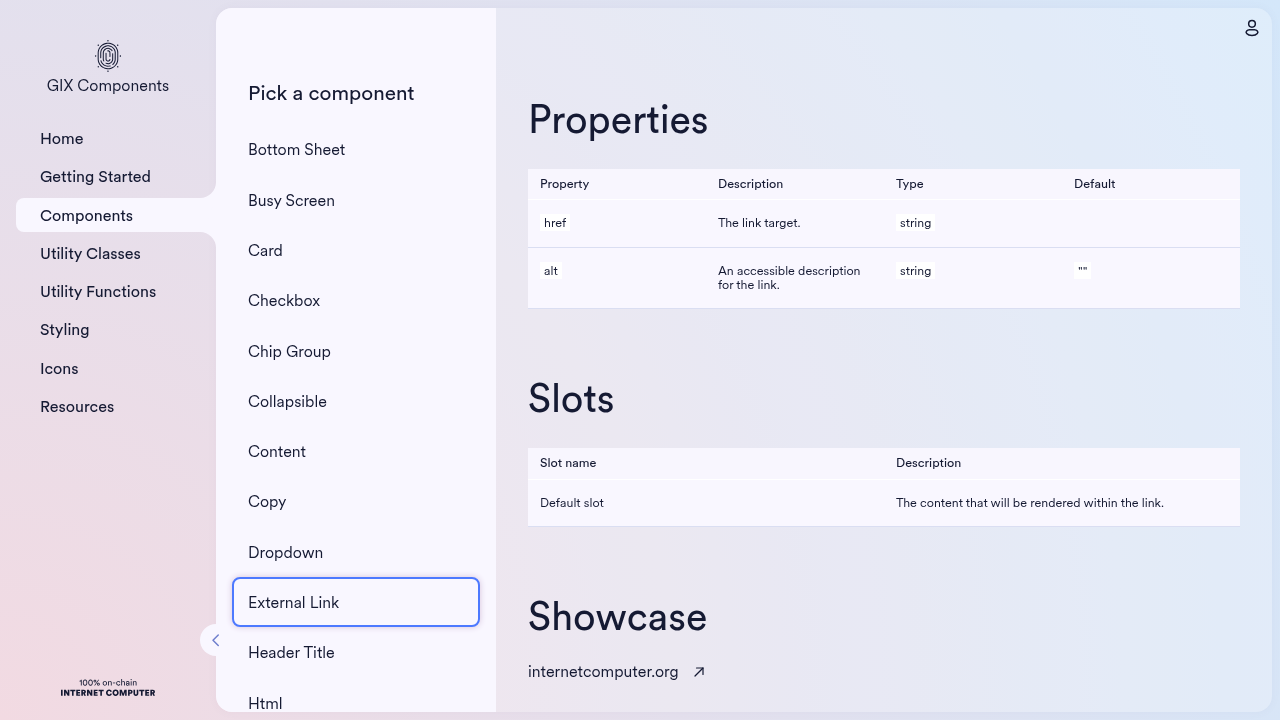 GIX Components
Home
Getting Started
Components
Utility Classes
Utility Functions
Styling
Icons
Resources
100% on-chain
INTERNET COMPUTER
Pick a component
Bottom Sheet
Busy Screen
Card
Checkbox
Chip Group
Collapsible
Content
Copy
Dropdown
External Link
Header Title
Html
Properties
Property Description Type Default
href The link target. string
alt An accessible description string ""
for the link.
Slots
Slot name Description
Default slot The content that will be rendered within the link.
Showcase
internetcomputer.org